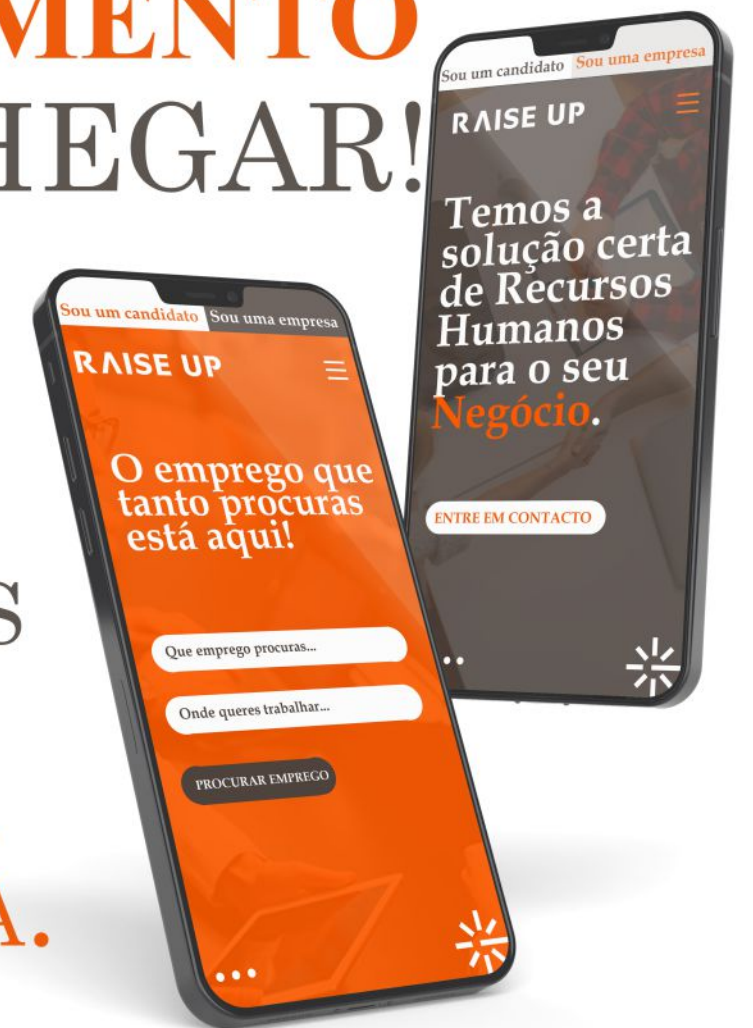 MENTO
HEGAR!
S
A.
Sou um candidato Sou uma empresa
RAISE UP
Temos a
solução certa
de Recursos
Humanos
para o seu
Negócio.
ENTRE EM CONTACTO
Sou um candidato Sou uma empresa
RAISE UP
O emprego que
tanto procuras
está aqui!
Que emprego procuras...
Onde queres trabalhar...
PROCURAR EMPREGO